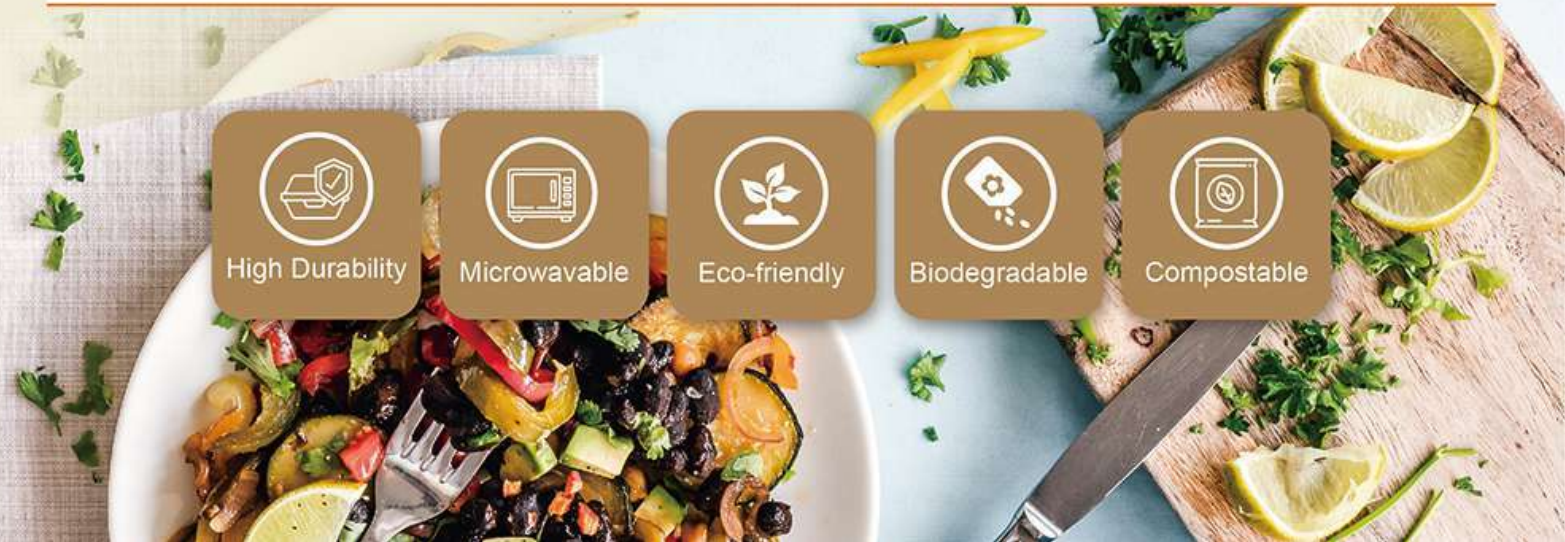 High Durability
Microwavable
Eco-friendly
Biodegradable
Compostable